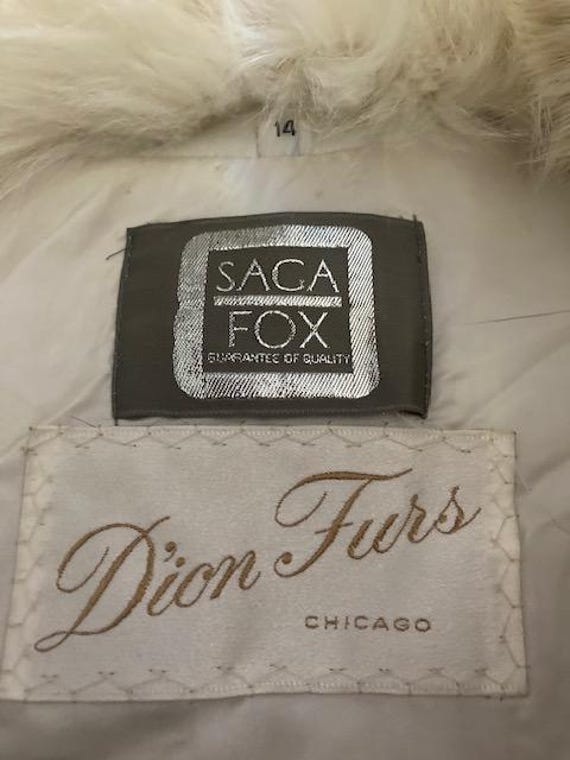 14
SAGA
FOX
GUARANTEE OF QUALITY
D'ion Furs
CHICAGO